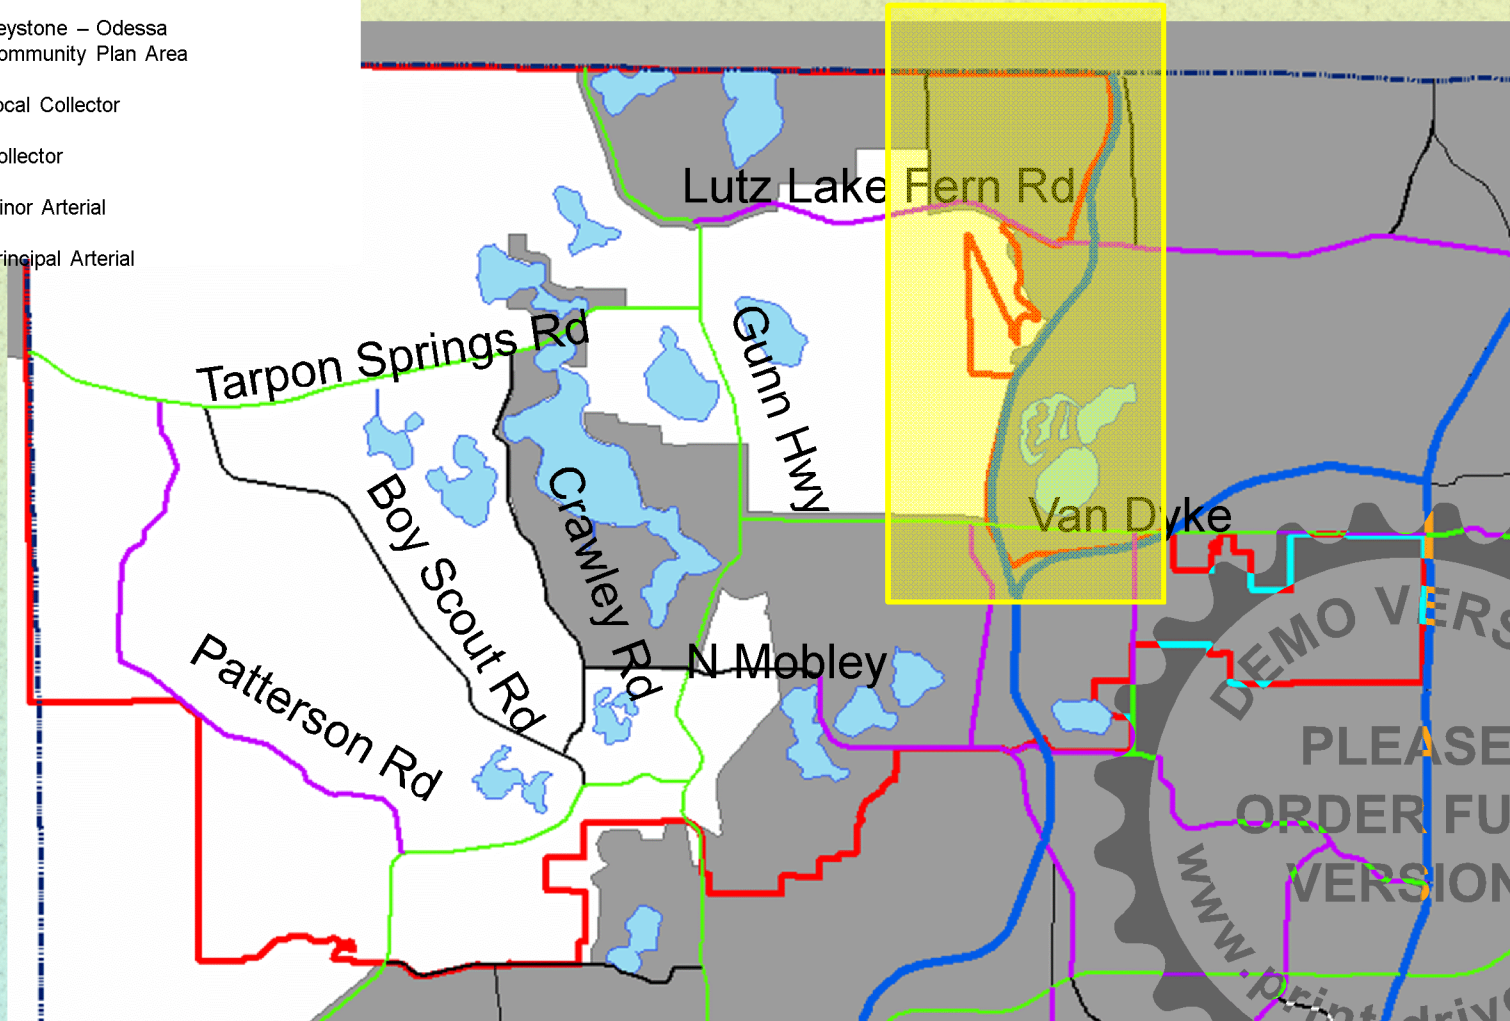 eystone – Odessa
ommunity Plan Area
ocal Collector
ollector
inor Arterial
rincipal Arterial
Lutz Lake Fern Rd
Tarpon Springs Rd
Gunn Hwy
Boy Scout Rd
Crawley Rd
Van Dyke
Patterson Rd
N Mobley
DEMO VERS
PLEASE
ORDER FU
VERSION
www.printdrive